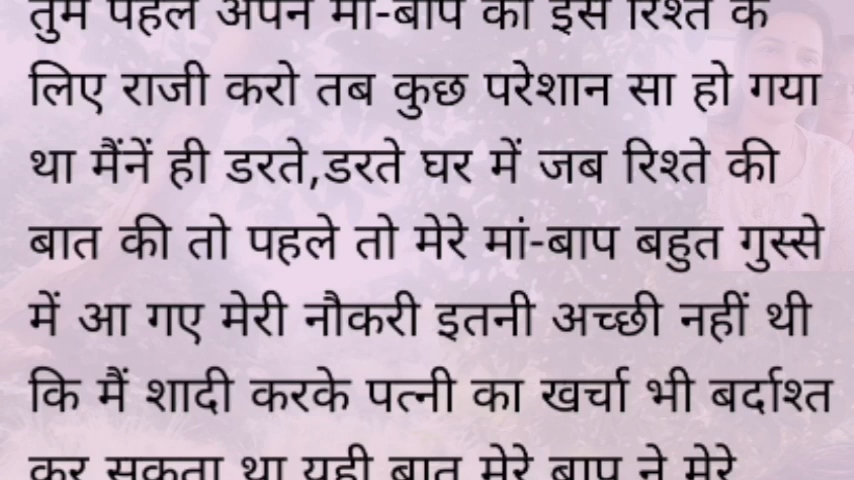 तुम पहले अपने मां-बाप को इस रिश्ते के
लिए राजी करो तब कुछ परेशान सा हो गया
था मैंनें ही डरते,डरते घर में जब रिश्ते की
बात की तो पहले तो मेरे मां-बाप बहुत गुस्से
में आ गए मेरी नौकरी इतनी अच्छी नहीं थी
कि मैं शादी करके पत्नी का खर्चा भी बर्दाश्त
कर सकता था यही बात मेरे बाप ने मेरे